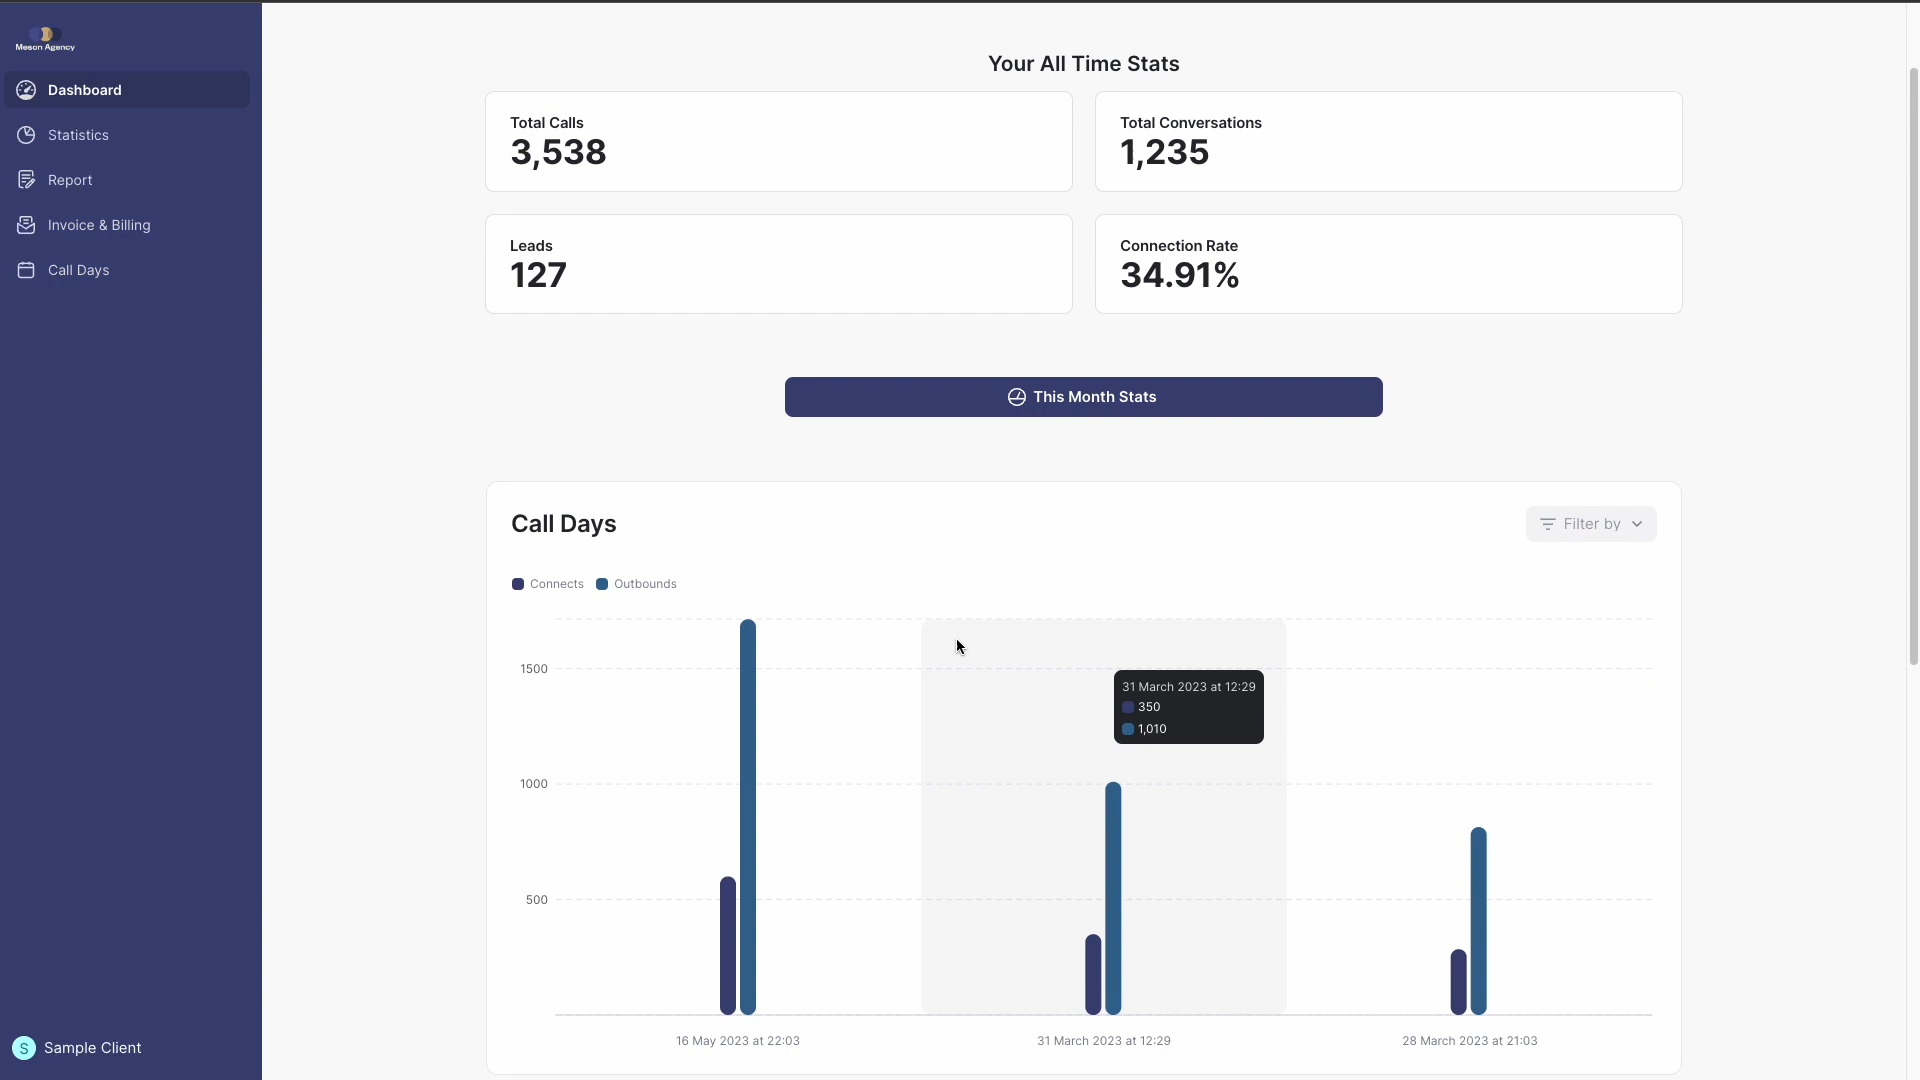 Meson Agency
Dashboard
Statistics
Report
Invoice & Billing
Call Days
S Sample Client
Your All Time Stats
Total Calls
3,538
Total Conversations
1,235
Leads
127
Connection Rate
34.91%
This Month Stats
Call Days
Filter by
Connects Outbounds
1500
1000
500
31 March 2023 at 12:29
350
1,010
16 May 2023 at 22:03
31 March 2023 at 12:29
28 March 2023 at 21:03